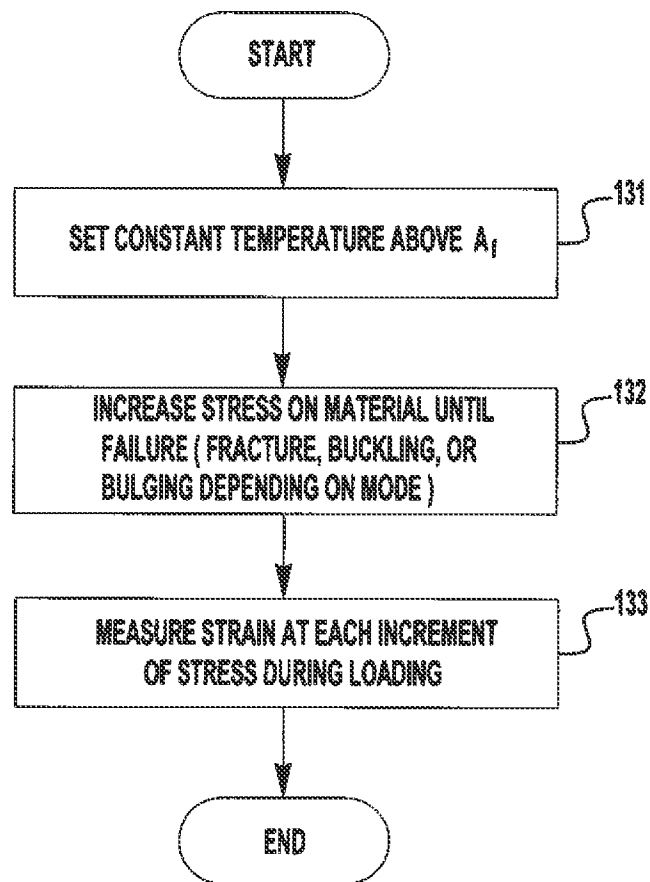 START
131
SET CONSTANT TEMPERATURE ABOVE Af
132
INCREASE STRESS ON MATERIAL UNTIL
FAILURE ( FRACTURE, BUCKLING, OR
BULGING DEPENDING ON MODE )
133
MEASURE STRAIN AT EACH INCREMENT
OF STRESS DURING LOADING
END